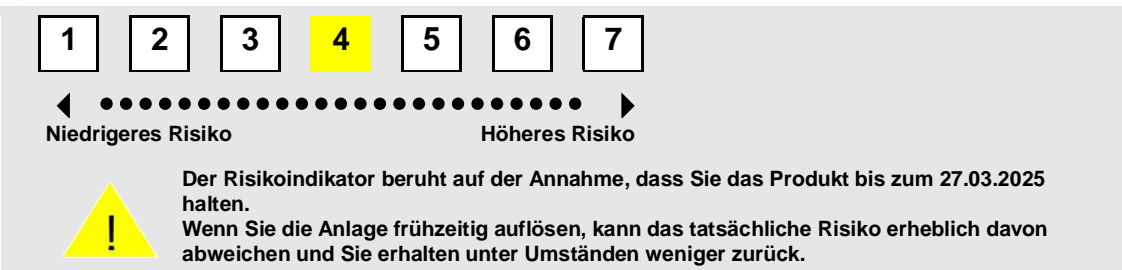 1 2 3 4 5 6 7
Niedrigeres Risiko Höheres Risiko
Der Risikoindikator beruht auf der Annahme, dass Sie das Produkt bis zum 27.03.2025
halten.
Wenn Sie die Anlage frühzeitig auflösen, kann das tatsächliche Risiko erheblich davon
abweichen und Sie erhalten unter Umständen weniger zurück.
!